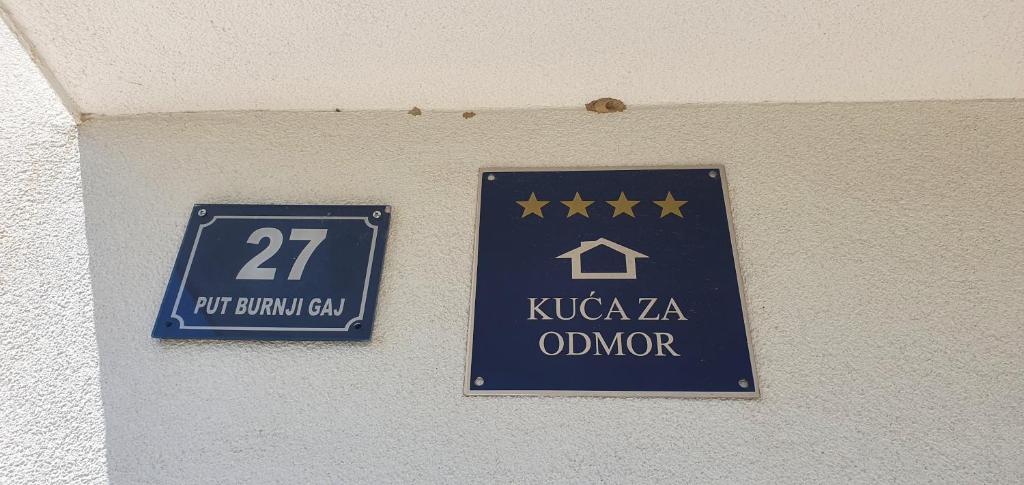 27
PUT BURNJI GAJ
KUĆA ZA
ODMOR